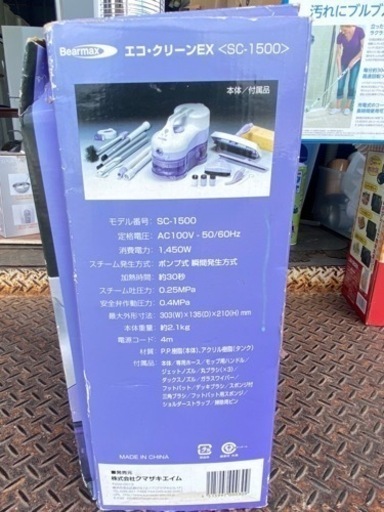 Bearmax エコ・クリーンEX <SC-1500>
本体／付属品
モデル番号: SC-1500
定格電圧: AC100V - 50/60Hz
消費電力: 1,450W
スチーム発生方式: ポンプ式 瞬間発生方式
加熱時間: 約30秒
スチーム吐圧力: 0.25MPa
安全弁作動圧力: 0.4MPa
最大外形寸法: 303(W)×135(D)×210(H) mm
本体重量: 約2.1kg
電源コード: 4m
材質: P.P.樹脂(本体)、アクリル樹脂(タンク)
付属品: 本体／専用ホース／モップ用ハンドル／
ジェットノズル／丸ブラシ(×3)／
ダックスノズル／ガラスワイパー／
フットパット／デッキブラシ／スポンジ付
三角ブラシ／フットパット用スポンジ／
ショルダーストラップ／掃除用ピン
MADE IN CHINA
■発売元
株式会社クマザキエイム
汚れにブルブ